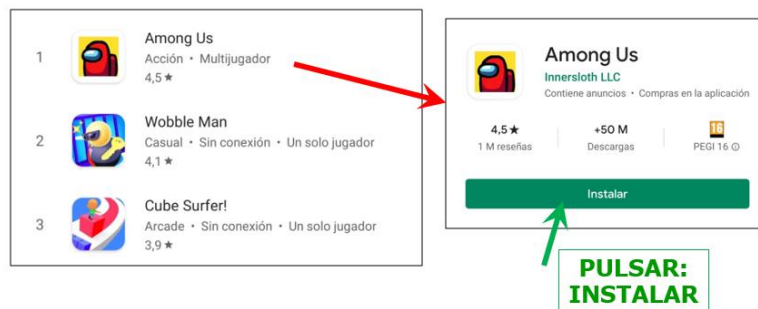 1
Among Us
Acción • Multijugador
4,5 ★
2
Wobble Man
Casual • Sin conexión • Un solo jugador
4,1 ★
3
Cube Surfer!
Arcade • Sin conexión • Un solo jugador
3,9 ★
Among Us
Innersloth LLC
Contiene anuncios • Compras en la aplicación
4,5 ★
1 M reseñas
+50 M
Descargas
16
PEGI 16 ⓘ
Instalar
PULSAR:
INSTALAR